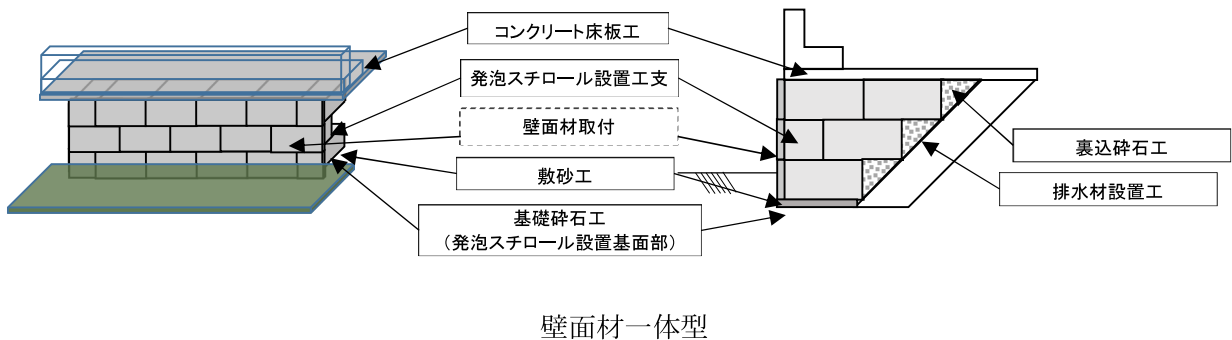 コンクリート床板工
発泡スチロール設置工支
壁面材取付
敷砂工
基礎砕石工
（発泡スチロール設置基面部）
裏込砕石工
排水材設置工
壁面材一体型